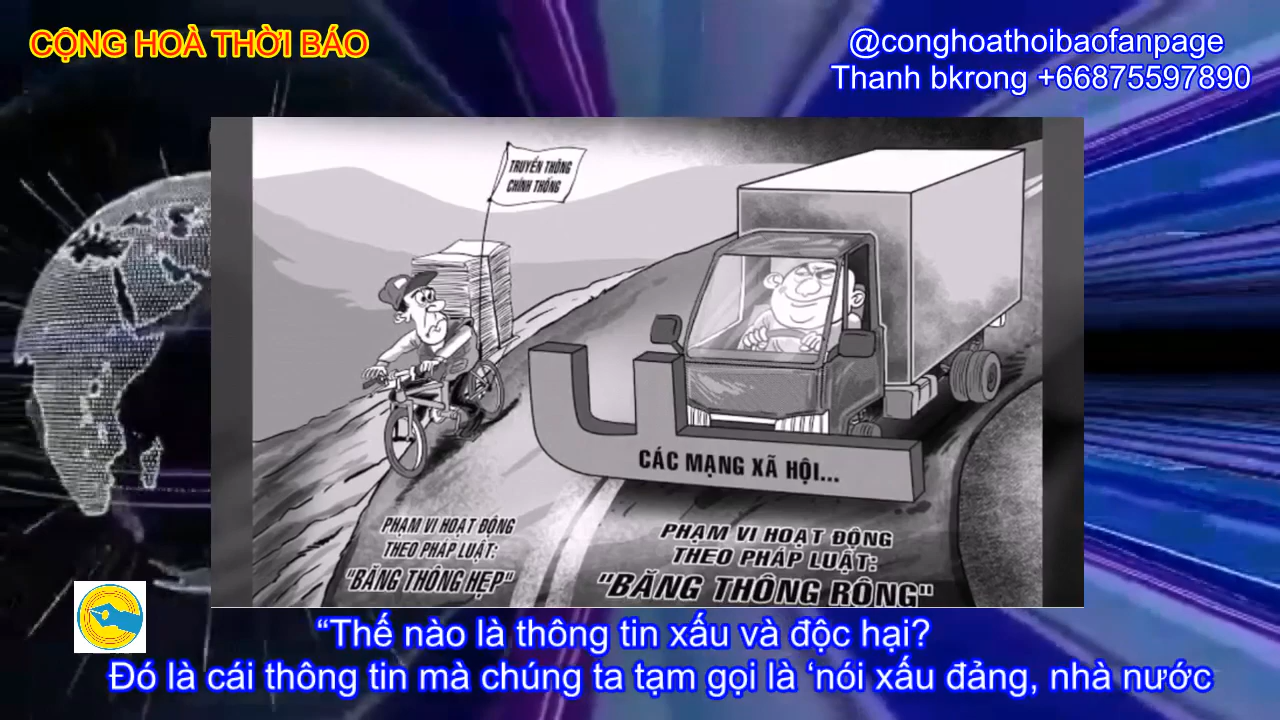 CỘNG HOÀ THỜI BÁO
@conghoathoibaofanpage
Thanh bkrong +66875597890
TRUYỀN THÔNG
CHÍNH THỐNG
CÁC MẠNG XÃ HỘI...
PHẠM VI HOẠT ĐỘNG
THEO PHÁP LUẬT:
"BĂNG THÔNG HẸP"
PHẠM VI HOẠT ĐỘNG
THEO PHÁP LUẬT:
"BĂNG THÔNG RỘNG"
“Thế nào là thông tin xấu và độc hại?
Đó là cái thông tin mà chúng ta tạm gọi là ‘nói xấu đảng, nhà nước